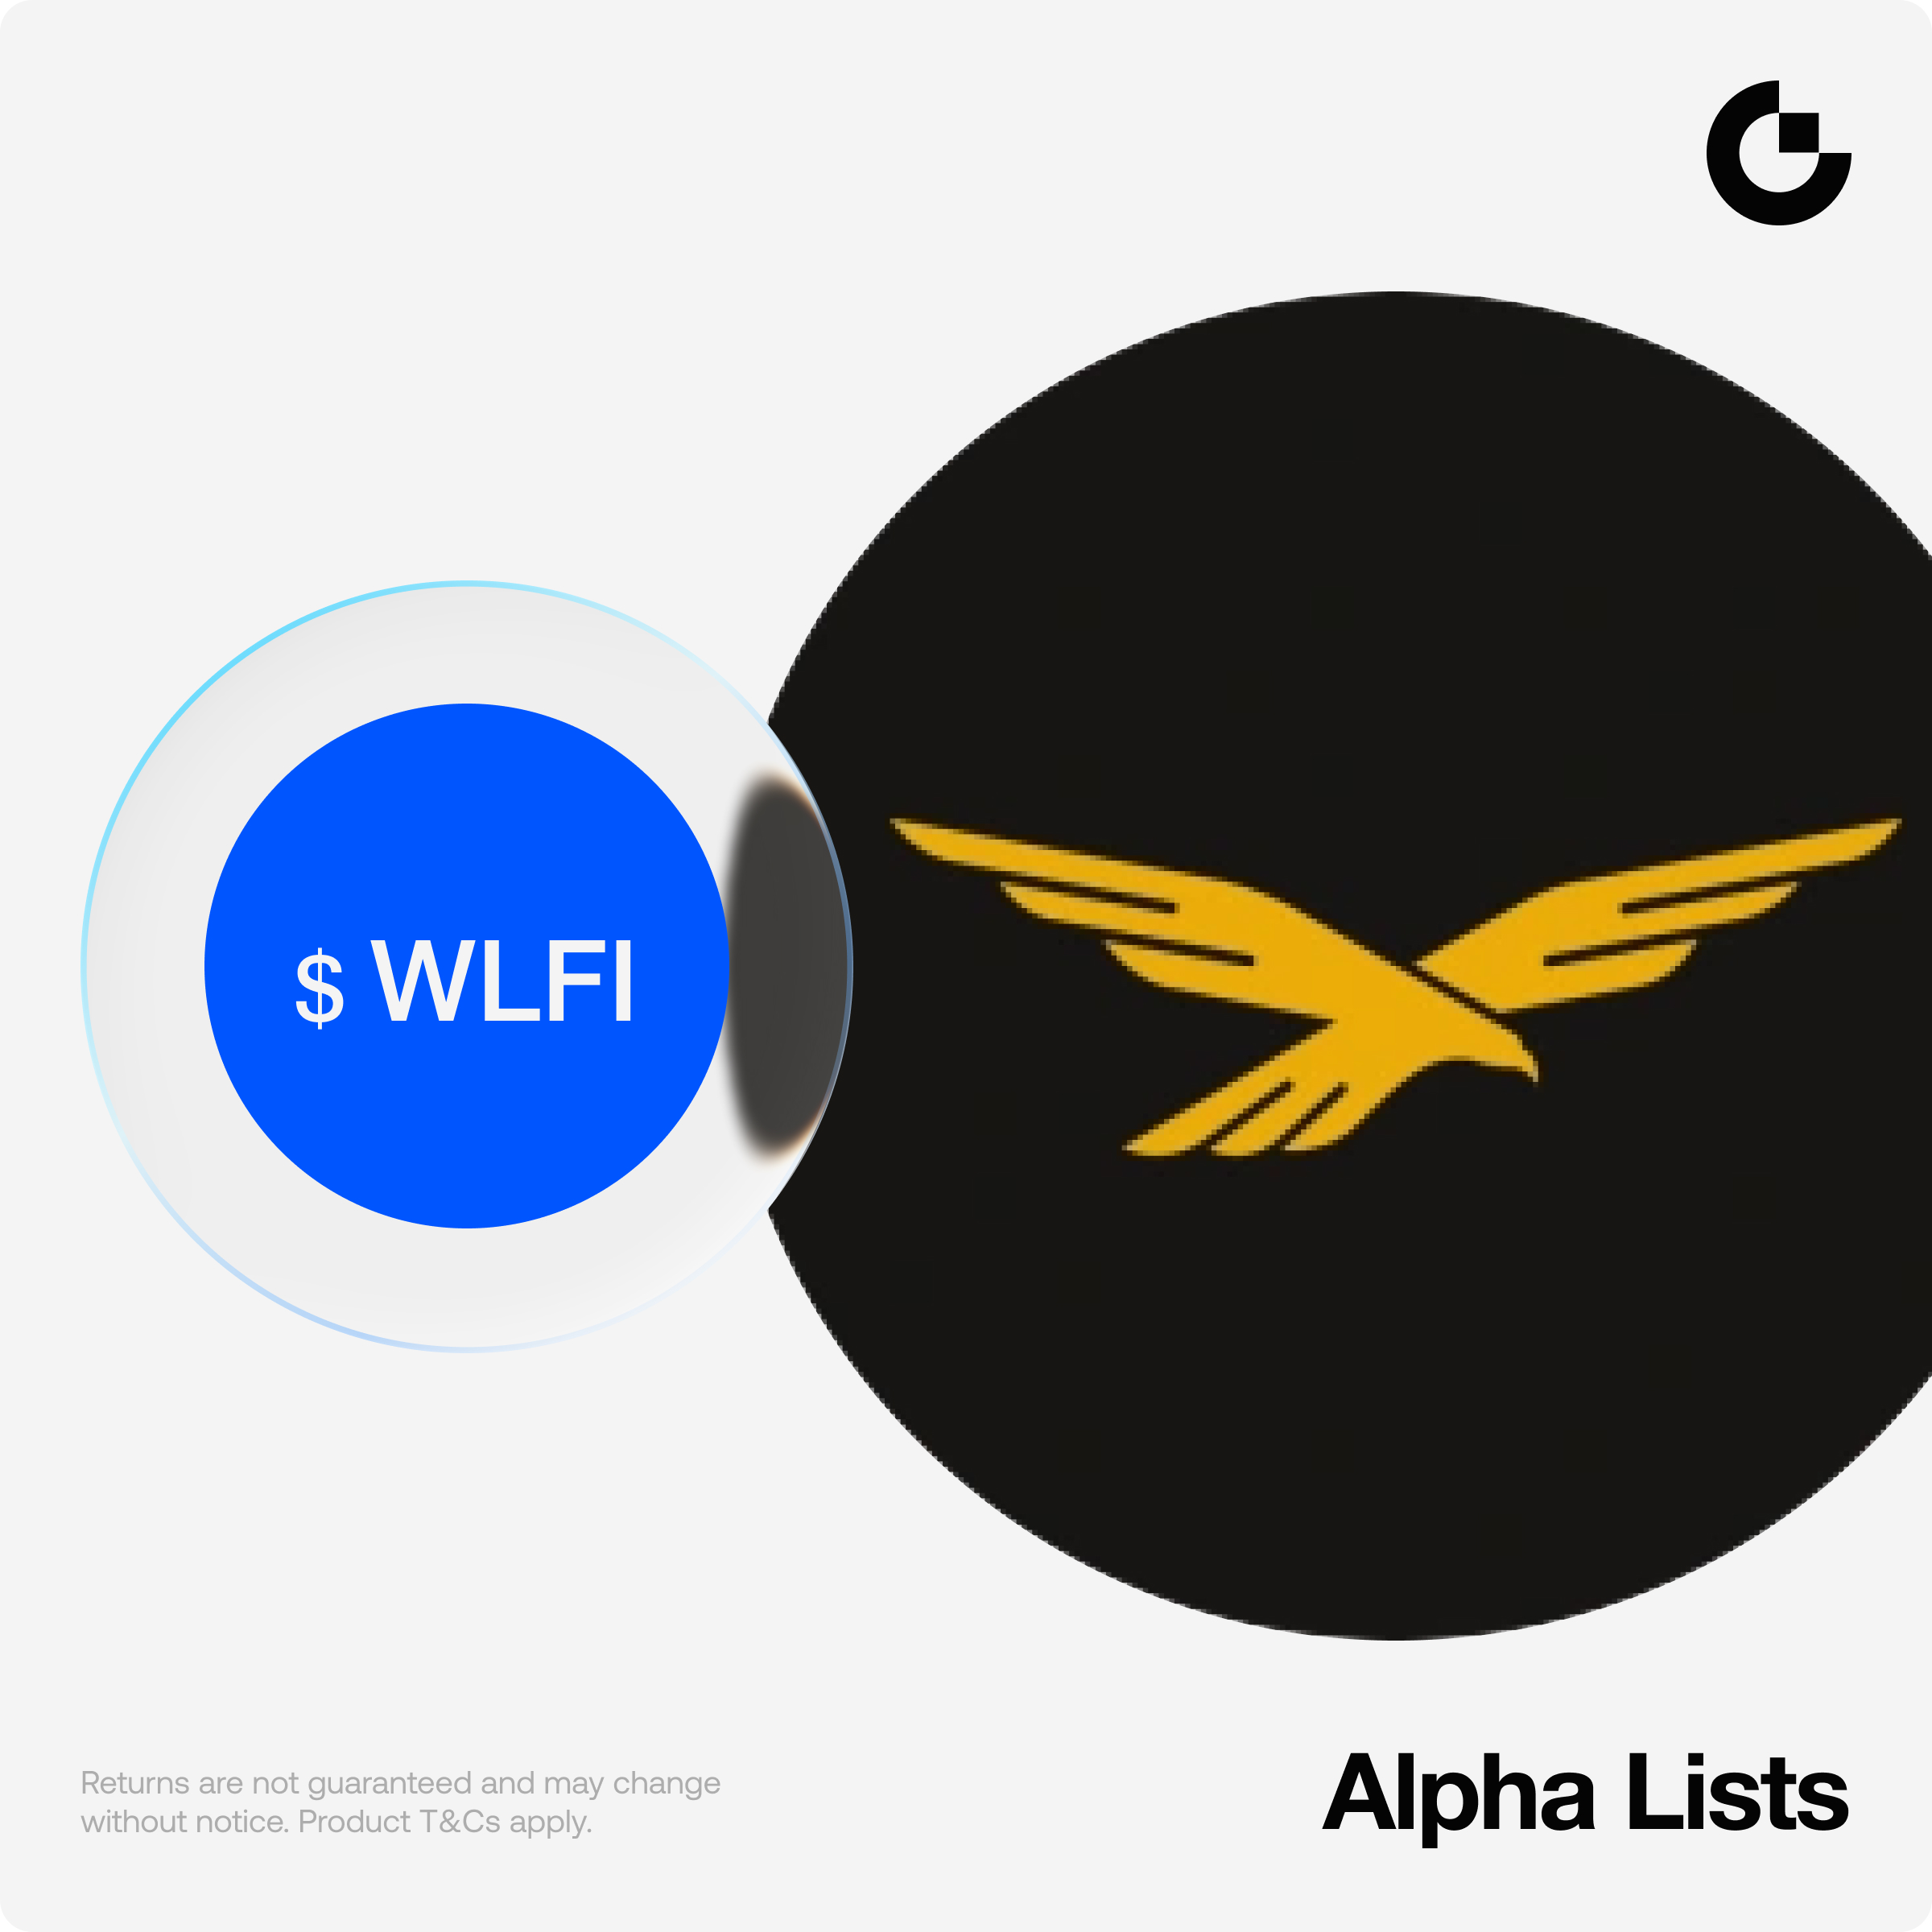 $ WLFI
Returns are not guaranteed and may change
without notice. Product T&Cs apply.
Alpha Lists